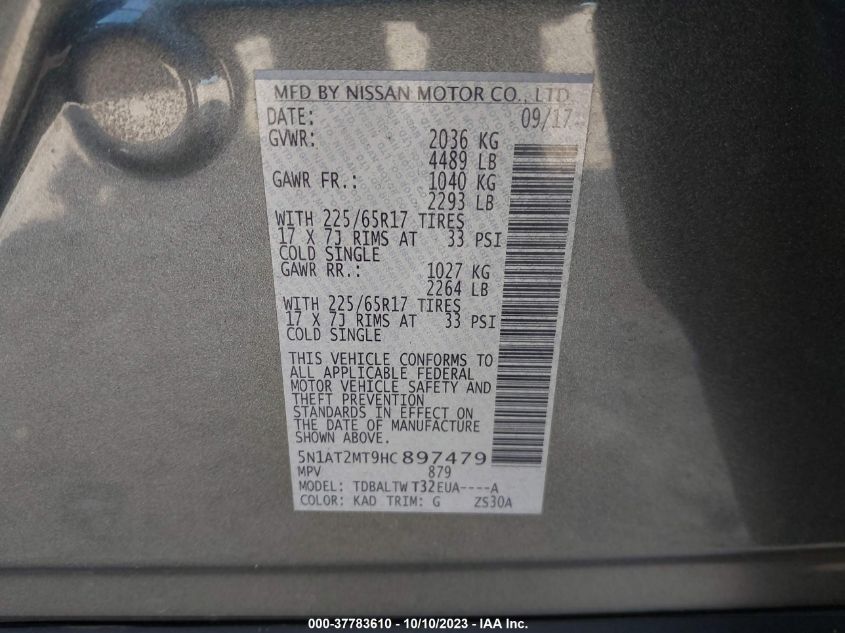 MFD BY NISSAN MOTOR CO., LTD
DATE: 09/17
GVWR: 2036 KG
4489 LB
GAWR FR.: 1040 KG
2293 LB
WITH 225/65R17 TIRES
17 X 7J RIMS AT 33 PSI
COLD SINGLE
GAWR RR.: 1027 KG
2264 LB
WITH 225/65R17 TIRES
17 X 7J RIMS AT 33 PSI
COLD SINGLE
THIS VEHICLE CONFORMS TO
ALL APPLICABLE FEDERAL
MOTOR VEHICLE SAFETY AND
THEFT PREVENTION
STANDARDS IN EFFECT ON
THE DATE OF MANUFACTURE
SHOWN ABOVE.
5N1AT2MT9HC897479
MPV 879
MODEL: TDBALTW T32EUA----A
COLOR: KAD TRIM: G ZS30A
000-37783610 - 10/10/2023 - IAA Inc.